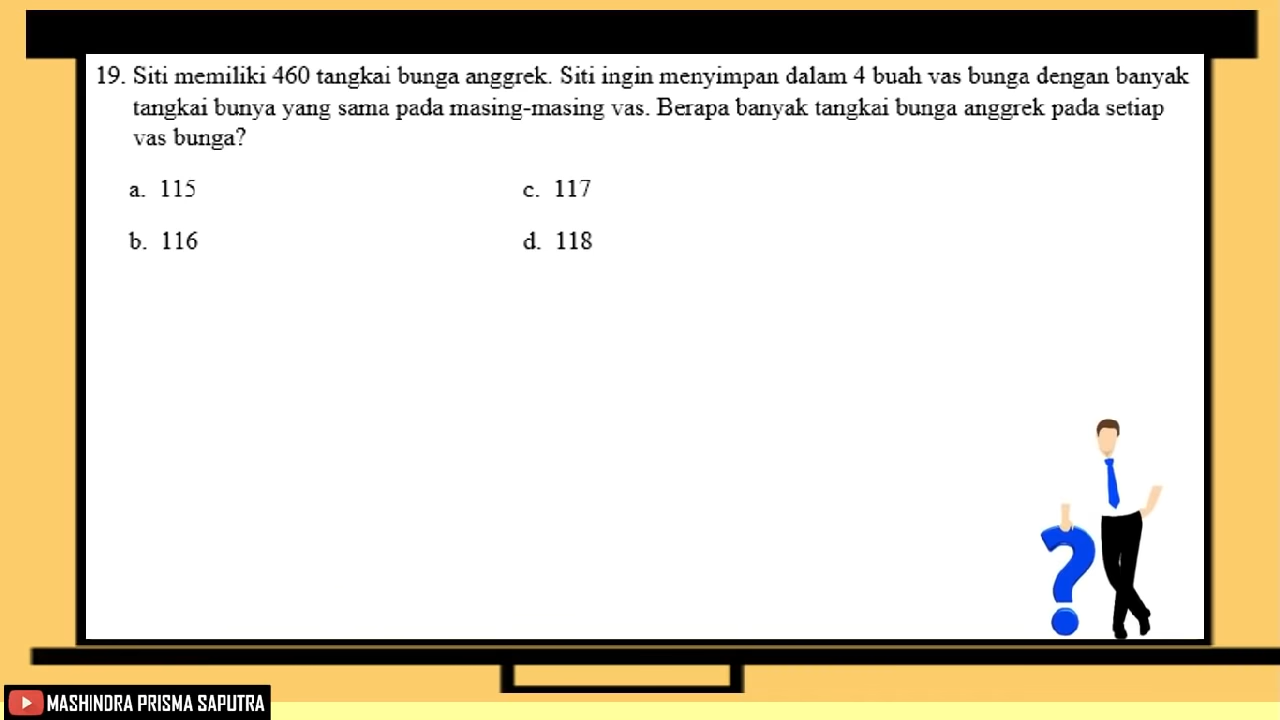 19. Siti memiliki 460 tangkai bunga anggrek. Siti ingin menyimpan dalam 4 buah vas bunga dengan banyak
tangkai bunya yang sama pada masing-masing vas. Berapa banyak tangkai bunga anggrek pada setiap
vas bunga?
a. 115
c. 117
b. 116
d. 118
MASHINDRA PRISMA SAPUTRA